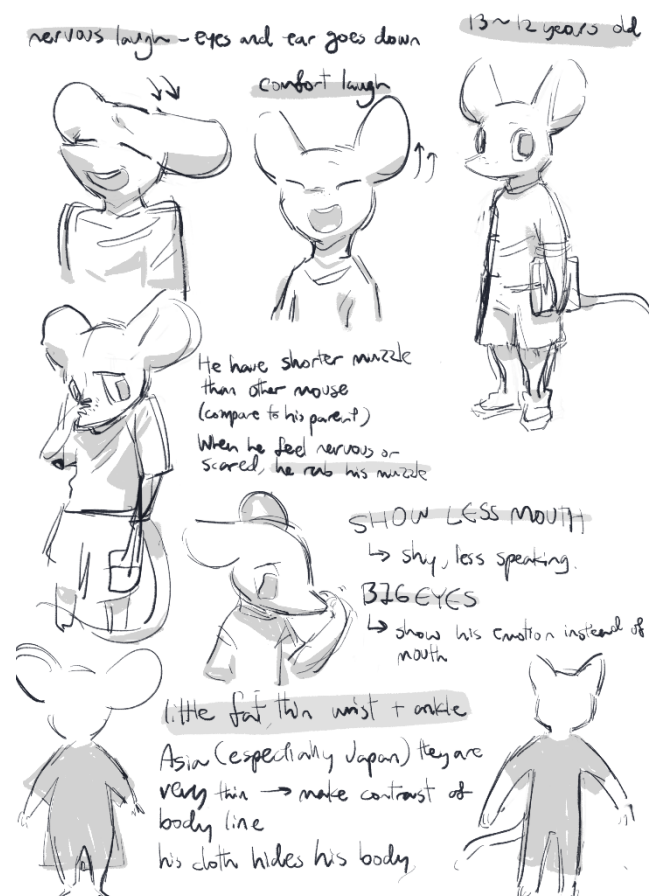 nervous laugh - eyes and ear goes down
13~12 years old
comfort laugh
He have shorter muzzle
than other mouse
(compare to his parent)
When he feel nervous or
scared, he rub his muzzle
SHOW LESS MOUTH
↳ shy, less speaking.
BIG EYES
↳ show his emotion instead of
mouth
little fat, thin wrist + ankle
Asia (especially Japan) they are
very thin → make contrast of
body line
his cloth hides his body